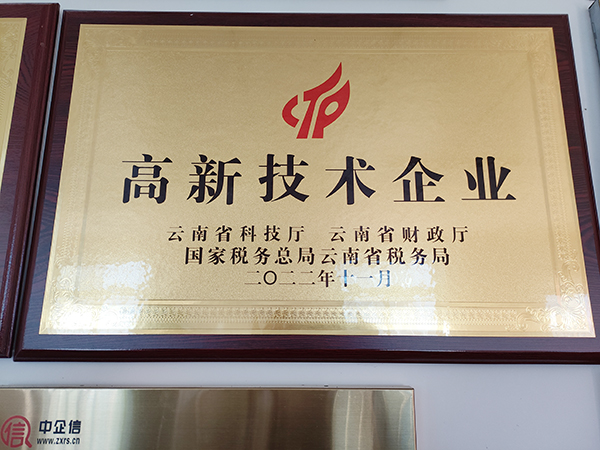 CTP
高新技术企业
云南省科技厅 云南省财政厅
国家税务总局云南省税务局
二〇二二年十一月
信 中企信
www.zxrs.cn